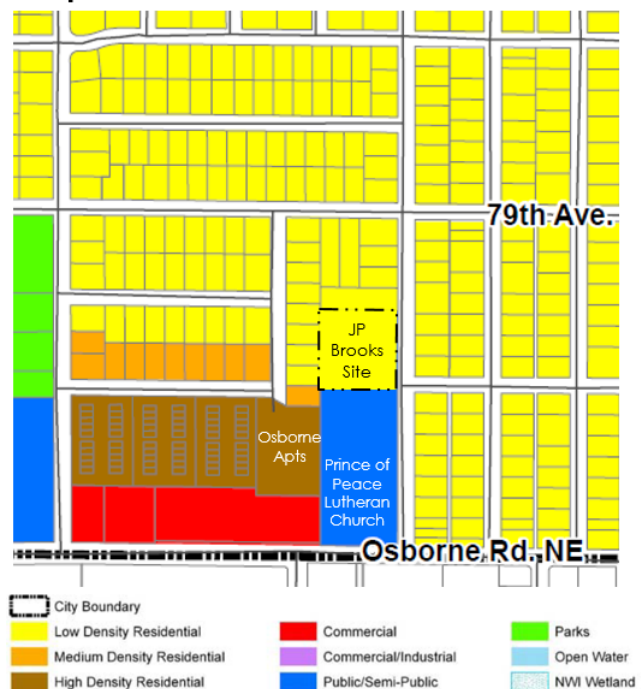 79th Ave.
JP
Brooks
Site
Osborne
Apts
Prince of
Peace
Lutheran
Church
Osborne Rd. NE
City Boundary
Low Density Residential
Commercial
Parks
Medium Density Residential
Commercial/Industrial
Open Water
High Density Residential
Public/Semi-Public
NWI Wetland